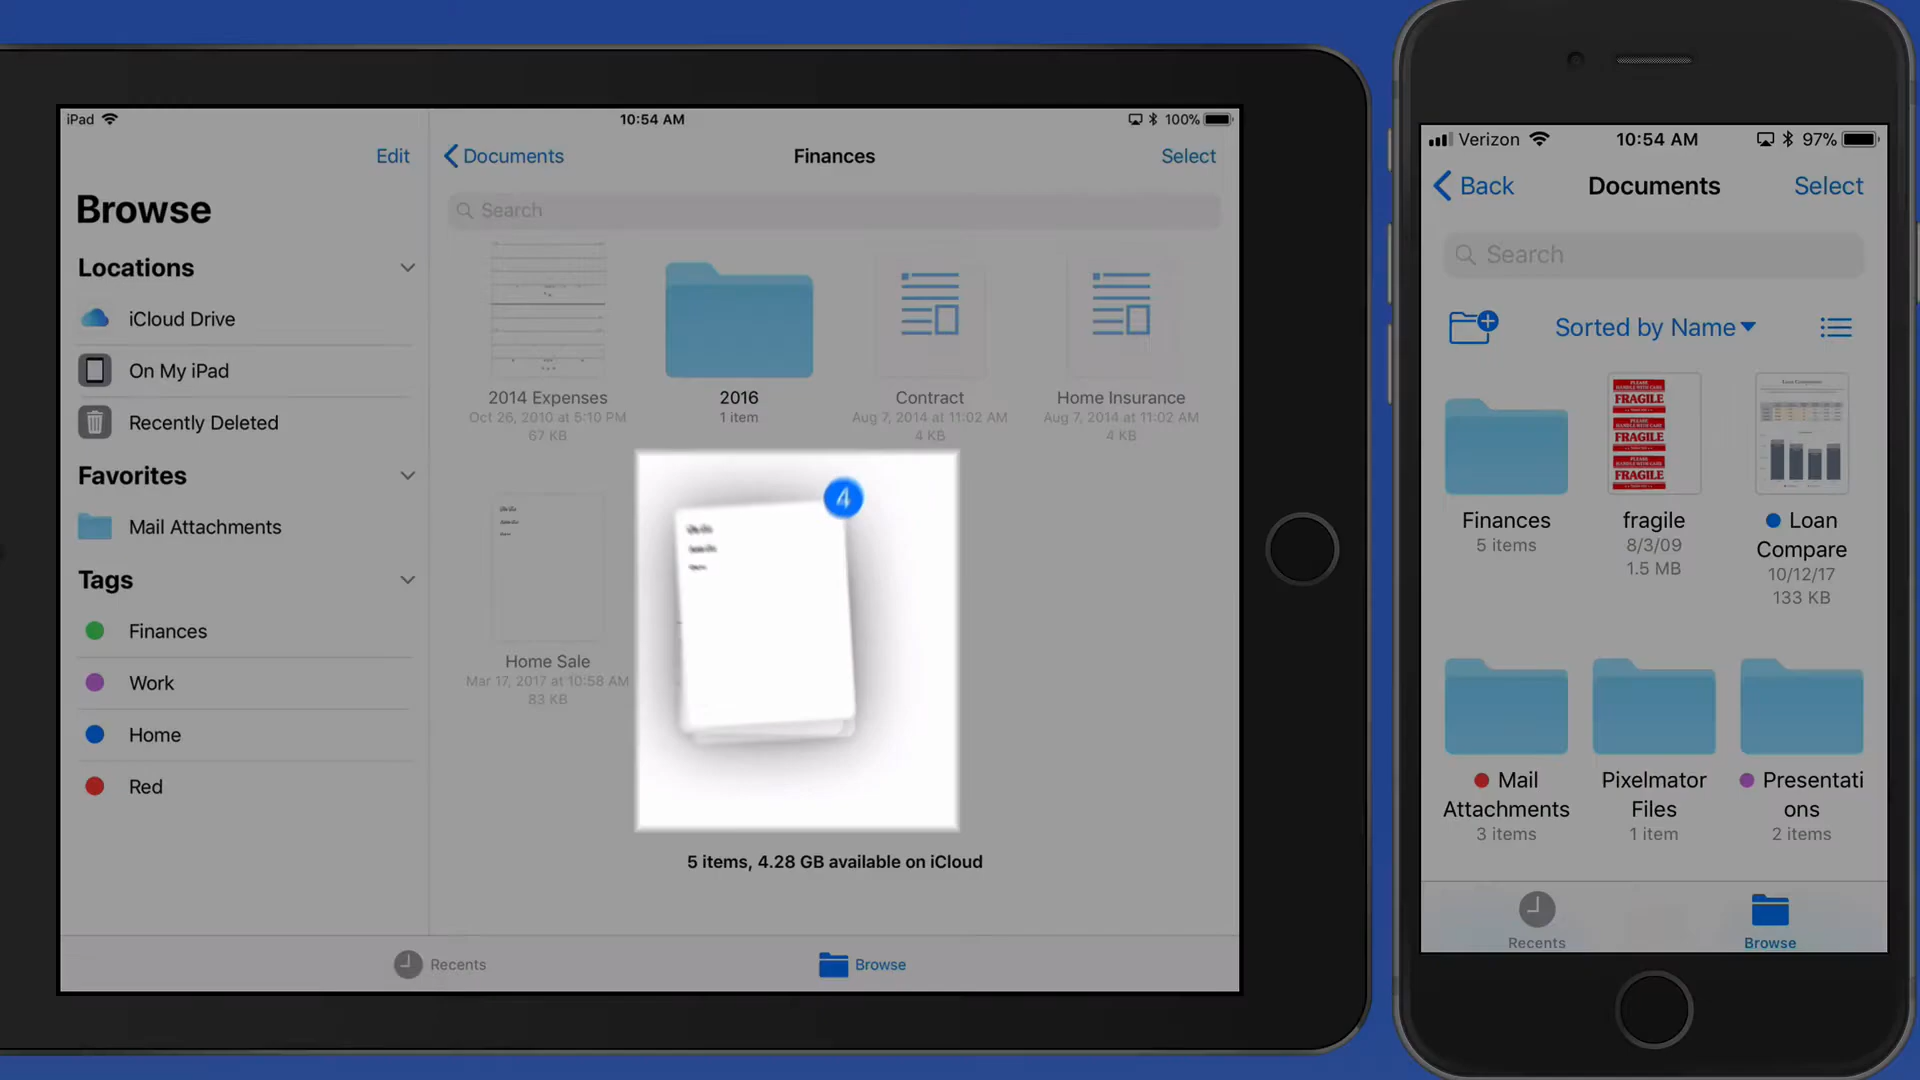 iPad
10:54 AM
100%
Edit
Documents
Finances
Select
Browse
Search
Locations
iCloud Drive
On My iPad
Recently Deleted
Favorites
Mail Attachments
Tags
Finances
Work
Home
Red
2014 Expenses
Oct 26, 2010 at 5:10 PM
67 KB
2016
1 item
Contract
Aug 7, 2014 at 11:02 AM
4 KB
Home Insurance
Aug 7, 2014 at 11:02 AM
4 KB
4
Home Sale
Mar 17, 2017 at 10:58 AM
83 KB
5 items, 4.28 GB available on iCloud
Recents
Browse
Verizon
10:54 AM
97%
Back
Documents
Select
Search
Sorted by Name
PLEASE
HANDLE WITH CARE
FRAGILE
FRAGILE
FRAGILE
Finances
5 items
fragile
8/3/09
1.5 MB
Loan
Compare
10/12/17
133 KB
Mail
Attachments
3 items
Pixelmator
Files
1 item
Presentati
ons
2 items
Recents
Browse